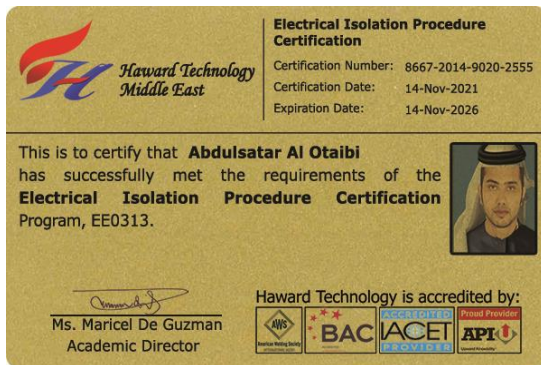 Haward Technology
Middle East
Electrical Isolation Procedure
Certification
Certification Number: 8667-2014-9020-2555
Certification Date: 14-Nov-2021
Expiration Date: 14-Nov-2026
This is to certify that Abdulsatar Al Otaibi
has successfully met the requirements of the
Electrical Isolation Procedure Certification
Program, EE0313.
Ms. Maricel De Guzman
Academic Director
Haward Technology is accredited by:
AWS
American Welding Society
BAC
ACCREDITED
IACET
PROVIDER
Proud Provider
API U